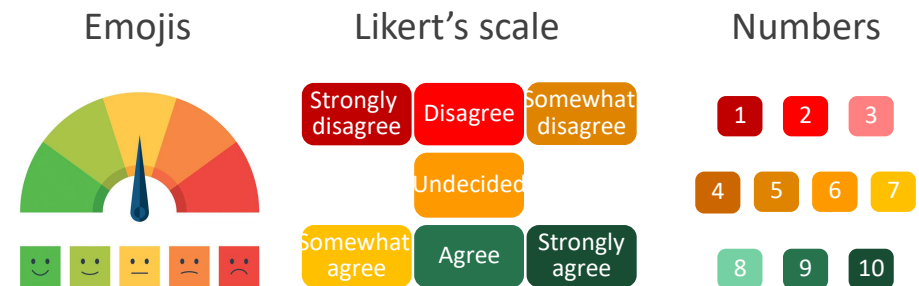 Emojis
Likert's scale
Numbers
Strongly
disagree
Disagree
Somewhat
disagree
Undecided
Somewhat
agree
Agree
Strongly
agree
1
2
3
4
5
6
7
8
9
10